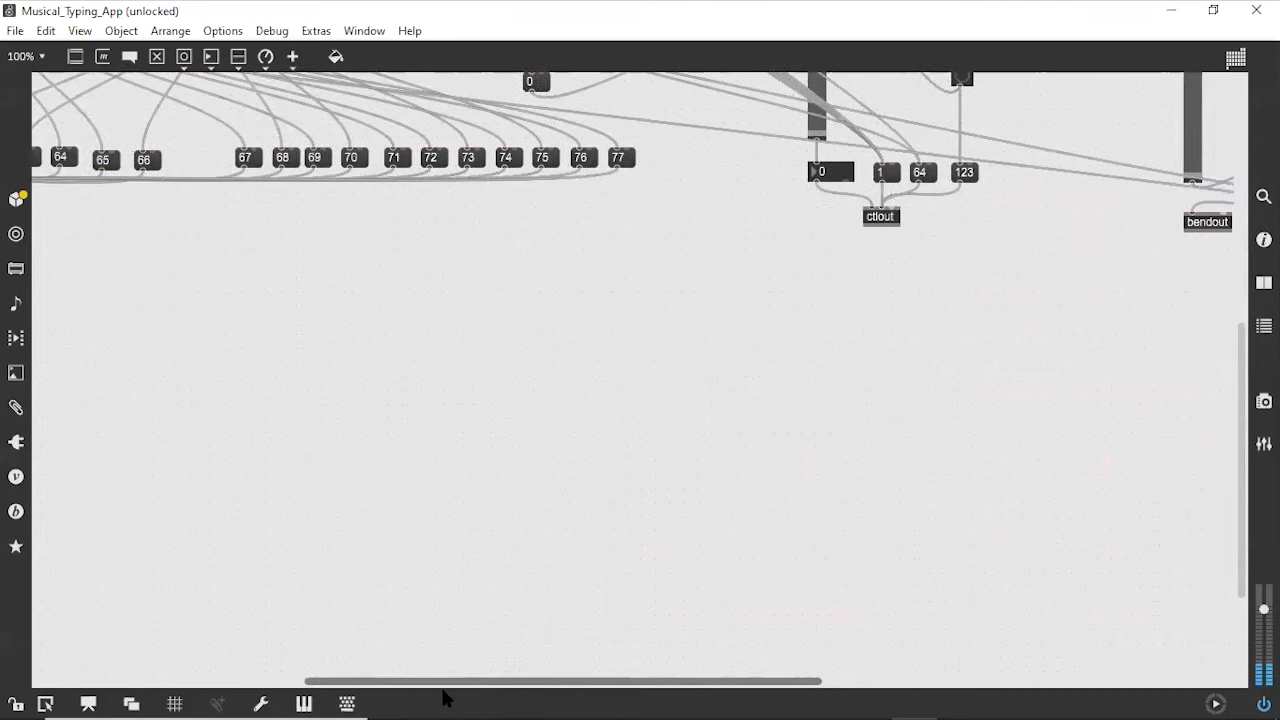 Musical_Typing_App (unlocked)
File Edit View Object Arrange Options Debug Extras Window Help
100%
0
64 65 66 67 68 69 70 71 72 73 74 75 76 77
0 1 64 123
ctlout
bendout